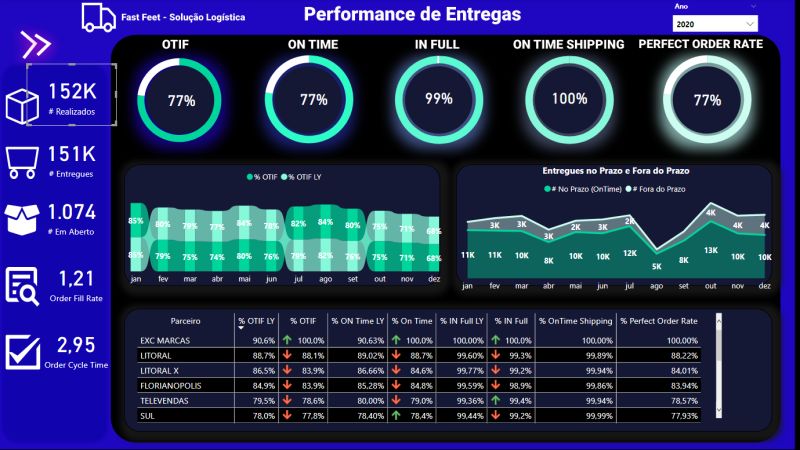 Fast Feet - Solução Logística
Performance de Entregas
Ano
2020
152K
# Realizados
151K
# Entregues
1.074
# Em Aberto
1,21
Order Fill Rate
2,95
Order Cycle Time
OTIF
ON TIME
IN FULL
ON TIME SHIPPING
PERFECT ORDER RATE
77%
77%
99%
100%
77%
% OTIF % OTIF LY
85% 80% 79% 77% 84% 78% 82% 84% 80% 75% 71%
85% 79% 75% 74% 80% 76% 76% 75% 71% 68%
jan fev mar abr mai jun jul ago set out nov dez
Entregues no Prazo e Fora do Prazo
# No Prazo (OnTime) # Fora do Prazo
3K 3K 3K 2K 3K 2K 4K 4K 4K
11K 11K 10K 8K 10K 10K 12K 5K 8K 13K 10K 10K
jan fev mar abr mai jun jul ago set out nov dez
Parceiro % OTIF LY % OTIF % ON Time LY % On Time % IN Full LY % IN Full % OnTime Shipping % Perfect Order Rate
EXC MARCAS 90,6% 100.0% 90,63% 100.0% 100.00% 100.0% 100.00% 100.00%
LITORAL 88,7% 88.1% 89.02% 88.7% 99.60% 99.3% 99.89% 88.22%
LITORAL X 86,5% 83.9% 86.66% 84.6% 99.77% 99.2% 99.94% 84.01%
FLORIANOPOLIS 84,9% 83.9% 85.28% 84.8% 99.59% 98.9% 99.86% 83.94%
TELEVENDAS 79,5% 78.6% 80,00% 79.0% 99.36% 99.4% 99.94% 78.57%
SUL 78,0% 77.8% 78.40% 78,4% 99.44% 99.2% 99.99% 77.93%